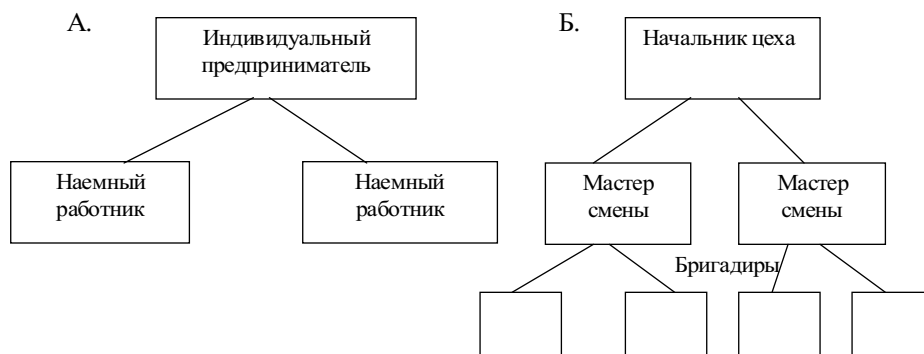 А.
Индивидуальный
предприниматель
Наемный
работник
Наемный
работник
Б.
Начальник цеха
Мастер
смены
Мастер
смены
Бригадиры